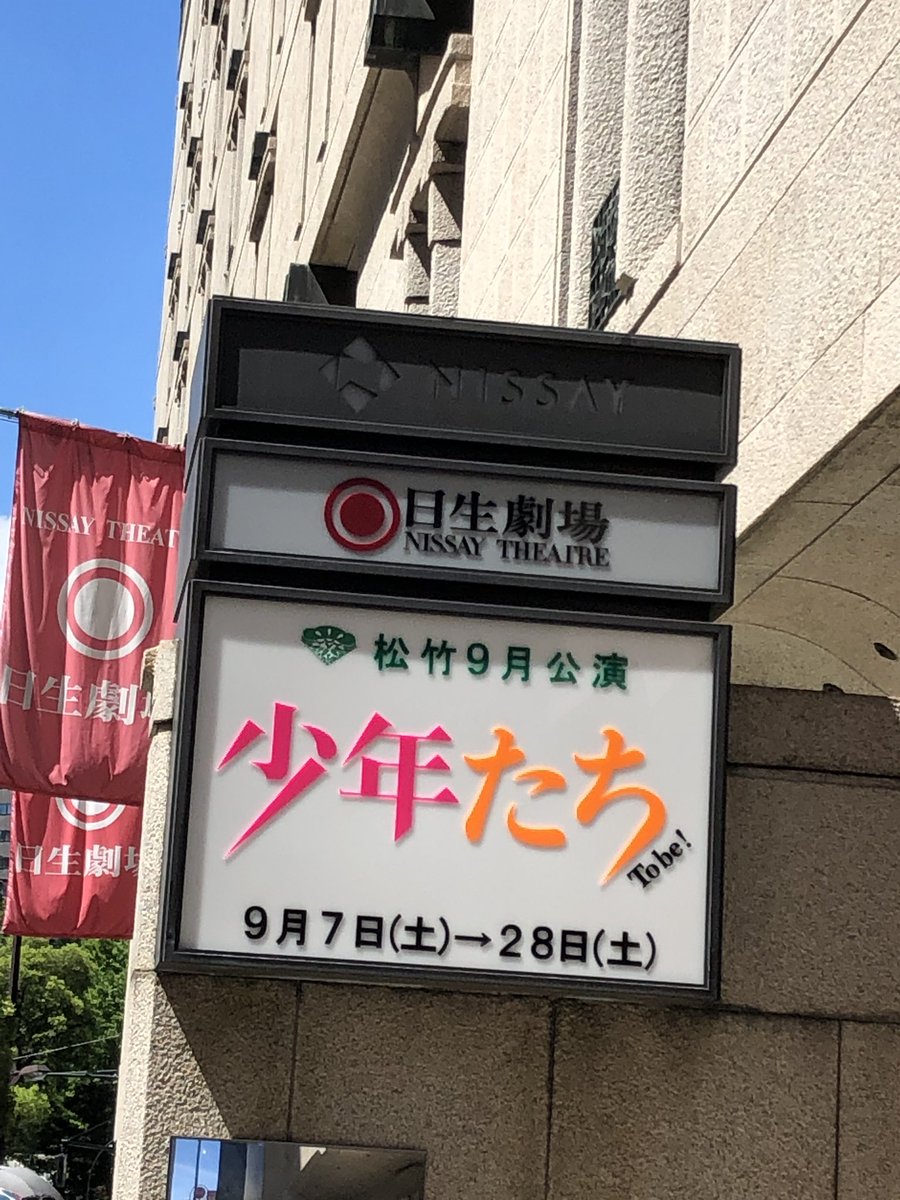 NISSAY
日生劇場
NISSAY THEATRE
松竹9月公演
少年たち
To be!
9月7日(土)→28日(土)
NISSAY THEAT
日生劇
日生劇場